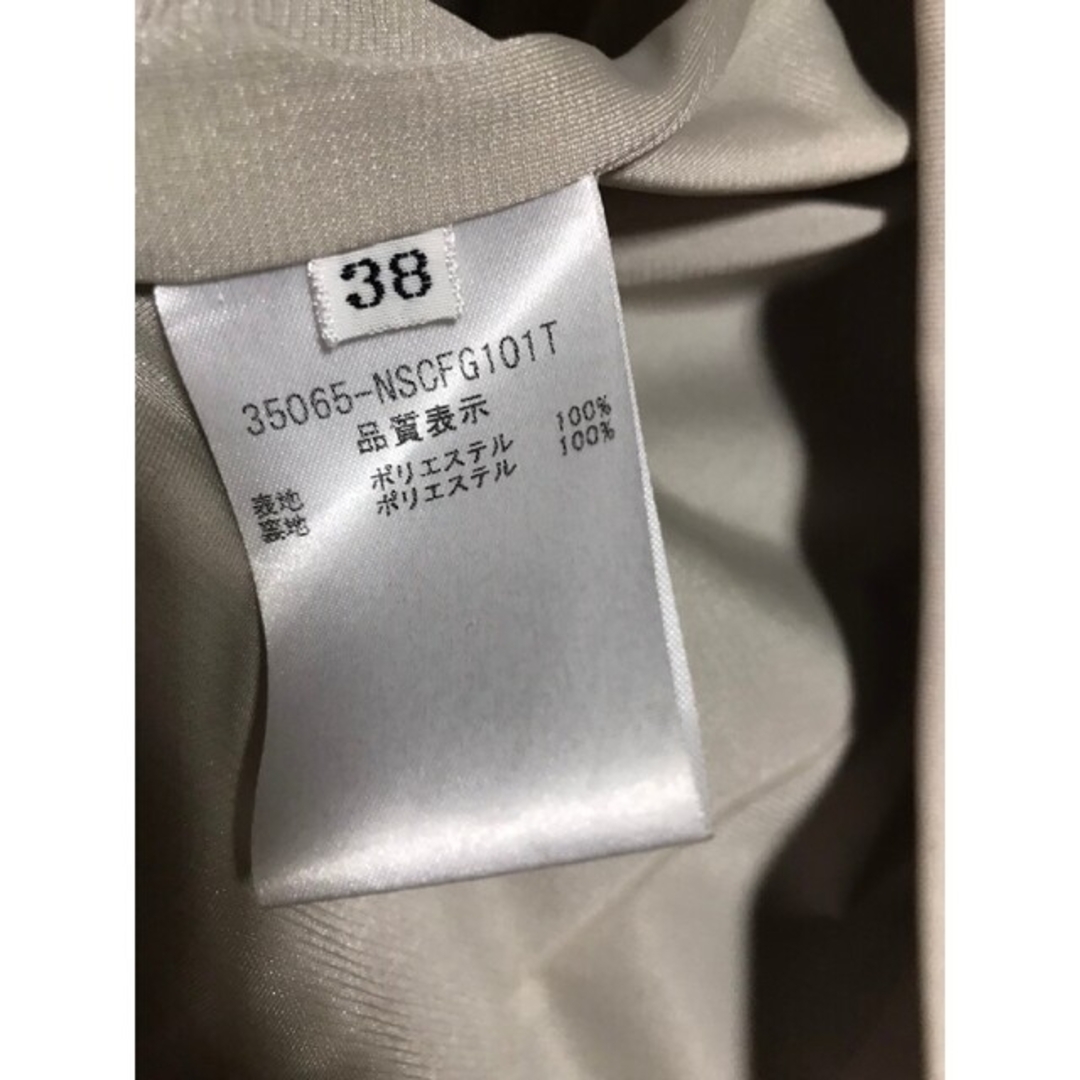 38
35065-NSCFG101T
品質表示
表地 ポリエステル 100%
裏地 ポリエステル 100%